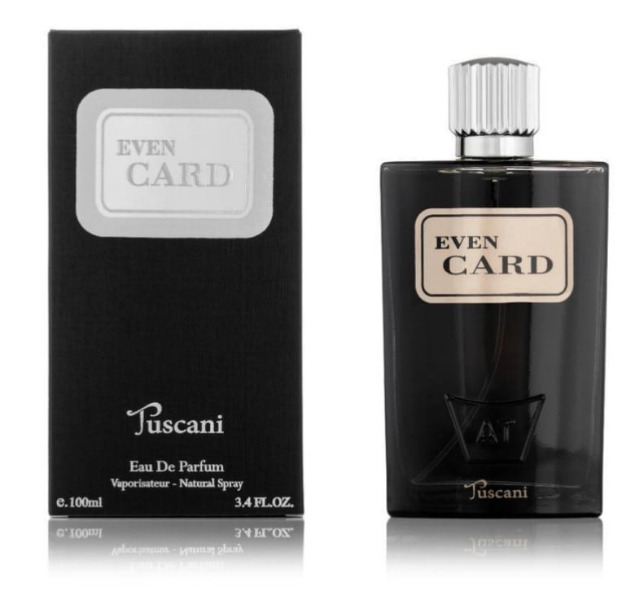 EVEN
CARD
Tuscani
Eau De Parfum
Vaporisateur - Natural Spray
e.100ml 3.4 FL.OZ.
EVEN
CARD
AT
Tuscani